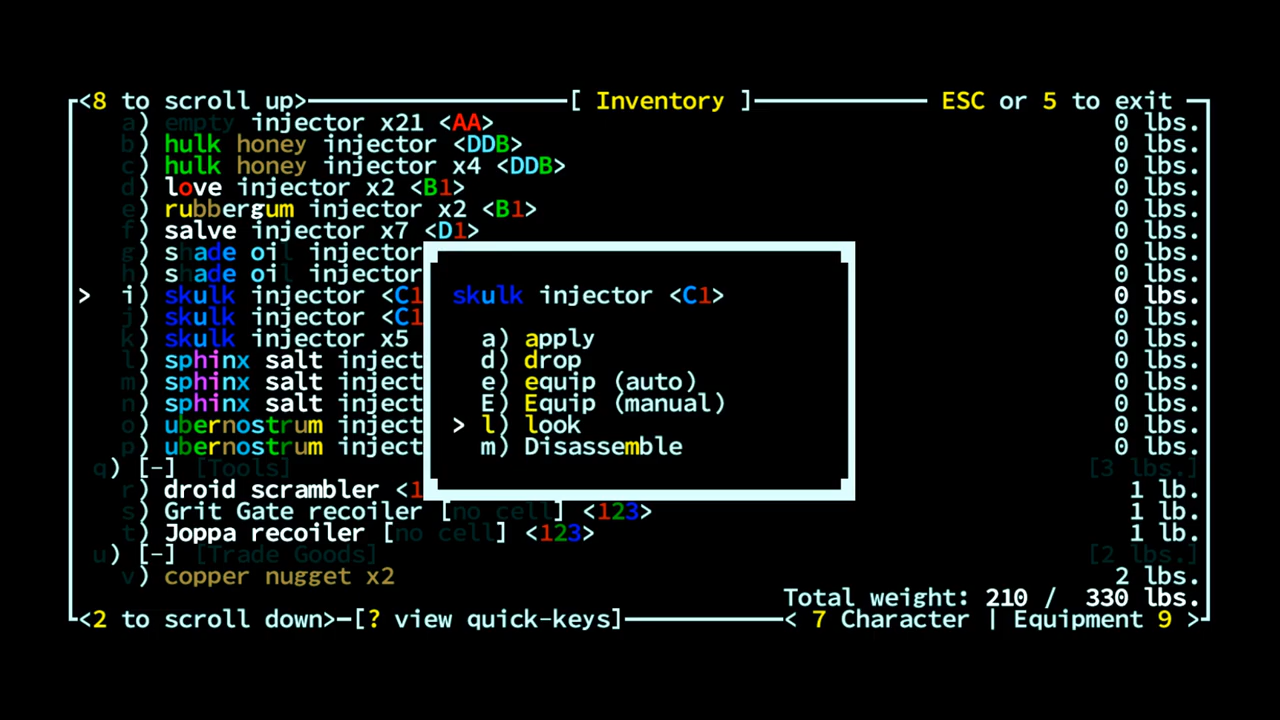 <8 to scroll up> [ Inventory ] ESC or 5 to exit
a) empty injector x21 <AA> 0 lbs.
b) hulk honey injector <DDB> 0 lbs.
c) hulk honey injector x4 <DDB> 0 lbs.
d) love injector x2 <B1> 0 lbs.
e) rubbergum injector x2 <B1> 0 lbs.
f) salve injector x7 <D1> 0 lbs.
g) shade oil injector 0 lbs.
h) shade oil injector 0 lbs.
> i) skulk injector <C1 0 lbs.
j) skulk injector <C1 0 lbs.
k) skulk injector x5 0 lbs.
l) sphinx salt inject 0 lbs.
m) sphinx salt inject 0 lbs.
n) sphinx salt inject 0 lbs.
o) ubernostrum inject 0 lbs.
p) ubernostrum inject 0 lbs.
q) [-] [Tools] [3 lbs.]
r) droid scrambler <1 1 lb.
s) Grit Gate recoiler [no cell] <123> 1 lb.
t) Joppa recoiler [no cell] <123> 1 lb.
u) [-] [Trade Goods] [2 lbs.]
v) copper nugget x2 2 lbs.
Total weight: 210 / 330 lbs.
<2 to scroll down> [? view quick-keys] < 7 Character | Equipment 9 >
skulk injector <C1>
a) apply
d) drop
e) equip (auto)
E) Equip (manual)
> l) look
m) Disassemble